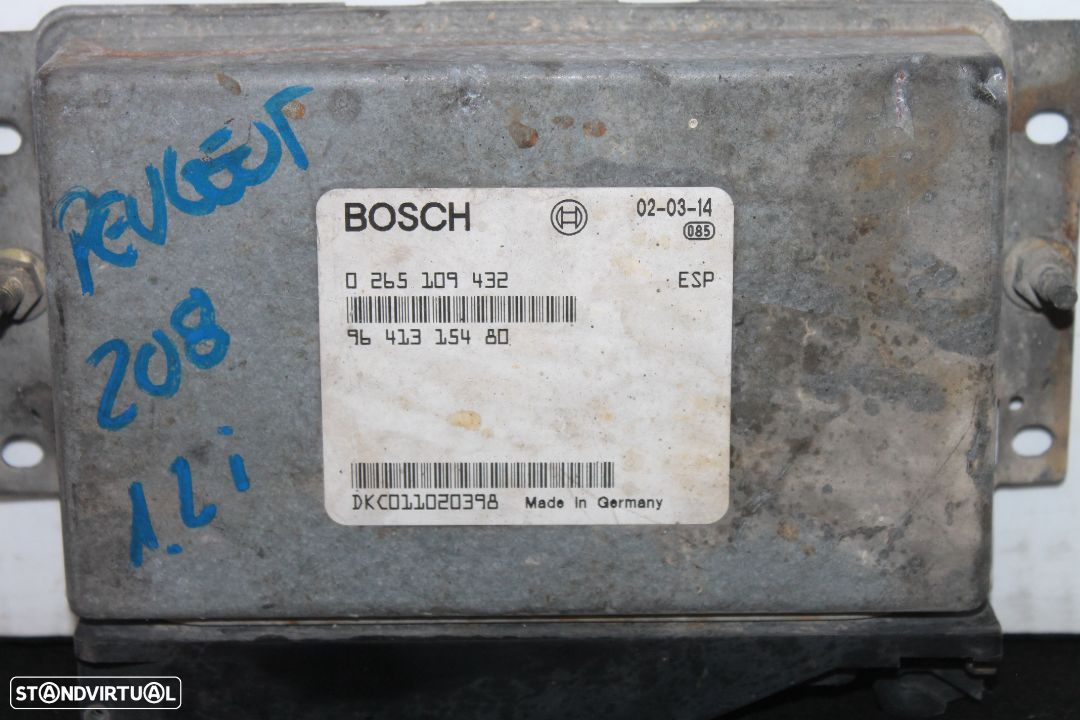 PEUGEOT
208
1.4i
BOSCH
02-03-14
085
0 265 109 432
ESP
96 413 154 80
DKC011020398 Made in Germany
STANDVIRTUAL